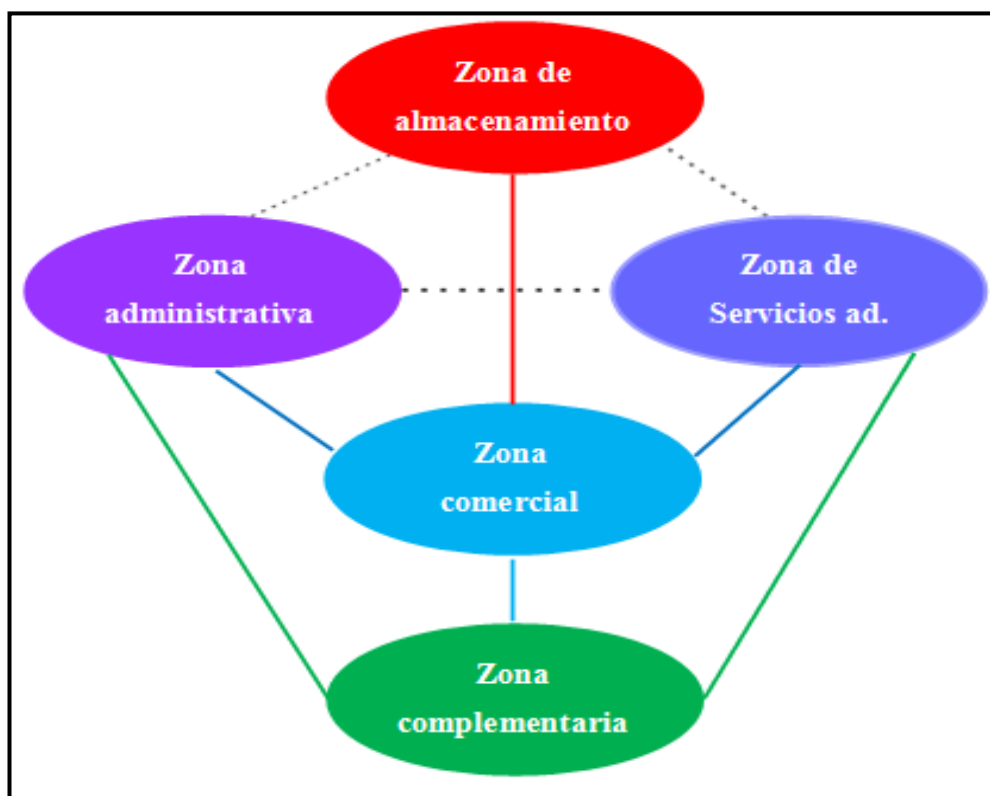 Zona de
almacenamiento
Zona
administrativa
Zona de
Servicios ad.
Zona
comercial
Zona
complementaria